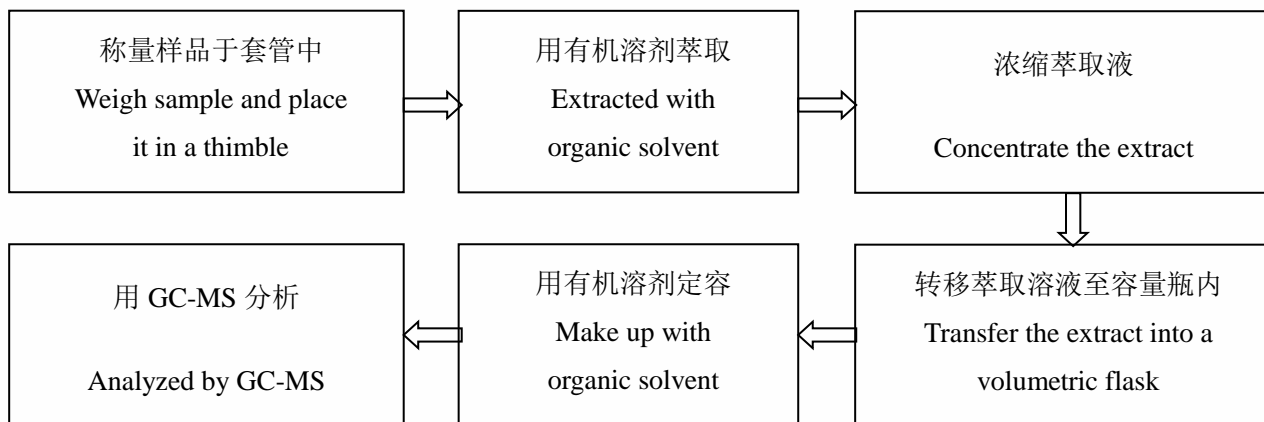 称量样品于套管中
Weigh sample and place
it in a thimble
用有机溶剂萃取
Extracted with
organic solvent
浓缩萃取液
Concentrate the extract
转移萃取溶液至容量瓶内
Transfer the extract into a
volumetric flask
用有机溶剂定容
Make up with
organic solvent
用 GC-MS 分析
Analyzed by GC-MS